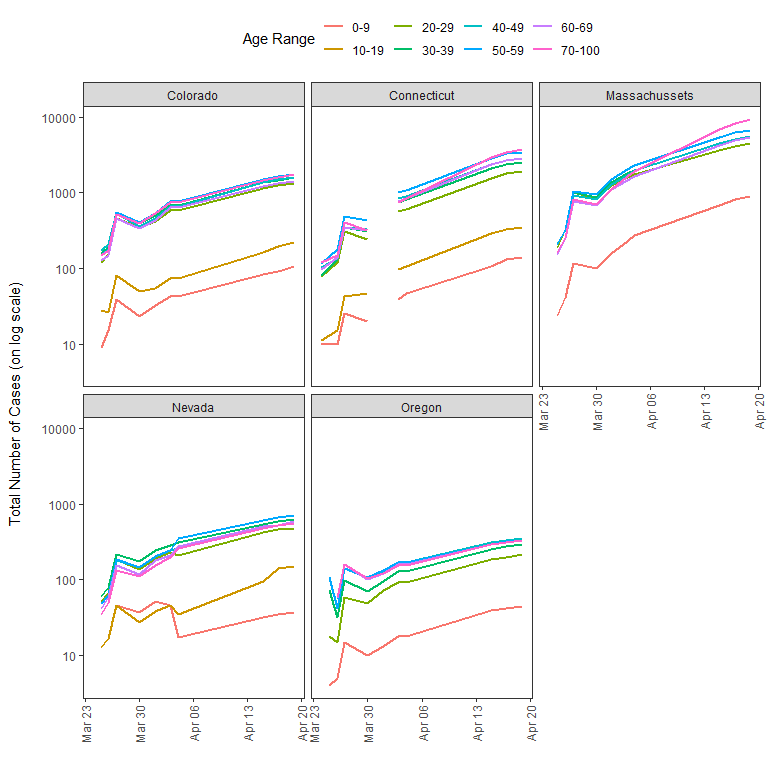 Age Range
0-9 20-29 40-49 60-69
10-19 30-39 50-59 70-100
Colorado Connecticut Massachussets
10000
1000
100
10
Mar 23 Mar 30 Apr 06 Apr 13 Apr 20
Total Number of Cases (on log scale)
Nevada Oregon
10000
1000
100
10
Mar 23 Mar 30 Apr 06 Apr 13 Apr 20 Mar 23 Mar 30 Apr 06 Apr 13 Apr 20